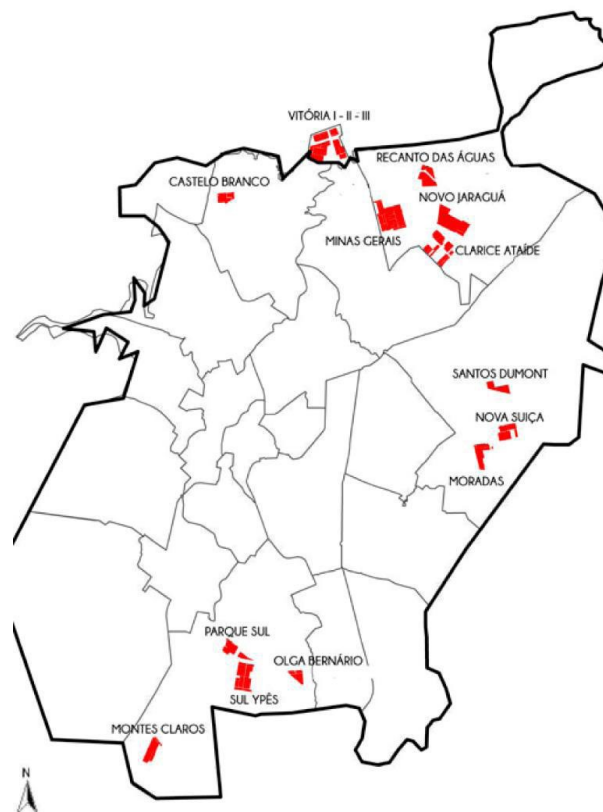 VITÓRIA I - II - III
RECANTO DAS ÁGUAS
CASTELO BRANCO
NOVO JARAGUÁ
MINAS GERAIS
CLARICE ATAÍDE
SANTOS DUMONT
NOVA SUIÇA
MORADAS
PARQUE SUL
OLGA BERNÁRIO
SUL YPÊS
MONTES CLAROS
N